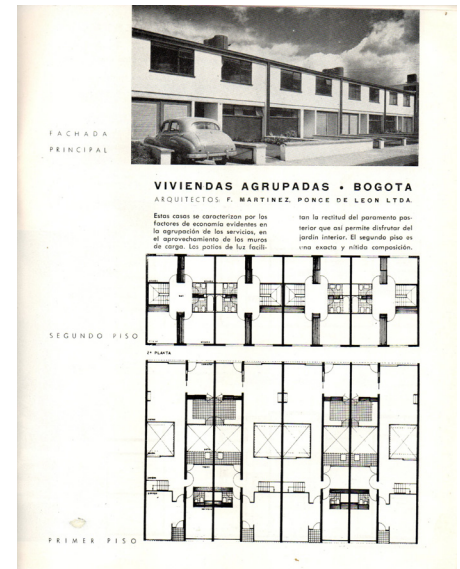 FACHADA
PRINCIPAL
VIVIENDAS AGRUPADAS • BOGOTA
ARQUITECTOS: F. MARTINEZ, PONCE DE LEON LTDA.
Estas casas se caracterizan por los
factores de economía evidentes en
la agrupación de los servicios, en
el aprovechamiento de los muros
de carga. Los patios de luz facili-
tan la rectitud del paramento pos-
terior que así permite disfrutar del
jardín interior. El segundo piso es
una exacta y nítida composición.
SEGUNDO PISO
2ª PLANTA
PRIMER PISO